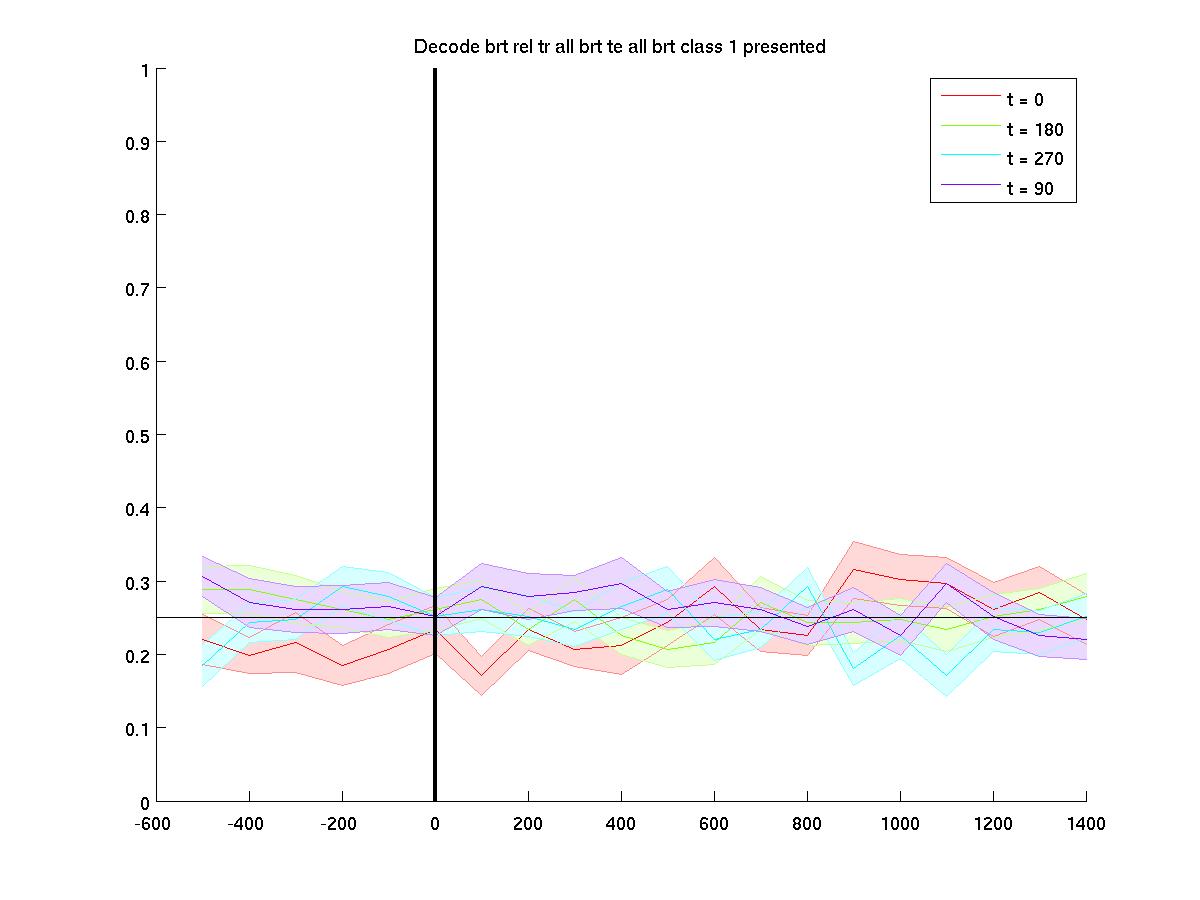 Decode brt rel tr all brt te all brt class 1 presented
t = 0
t = 180
t = 270
t = 90
1
0.9
0.8
0.7
0.6
0.5
0.4
0.3
0.2
0.1
0
-600 -400 -200 0 200 400 600 800 1000 1200 1400